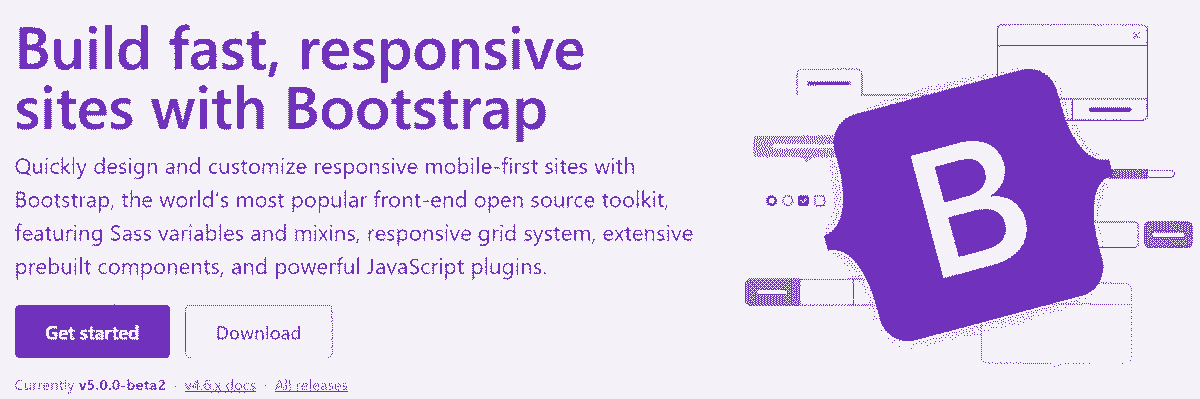 Build fast, responsive
sites with Bootstrap
Quickly design and customize responsive mobile-first sites with
Bootstrap, the world's most popular front-end open source toolkit,
featuring Sass variables and mixins, responsive grid system, extensive
prebuilt components, and powerful JavaScript plugins.
Get started Download
Currently v5.0.0-beta2 · v4.6.x docs · All releases
B